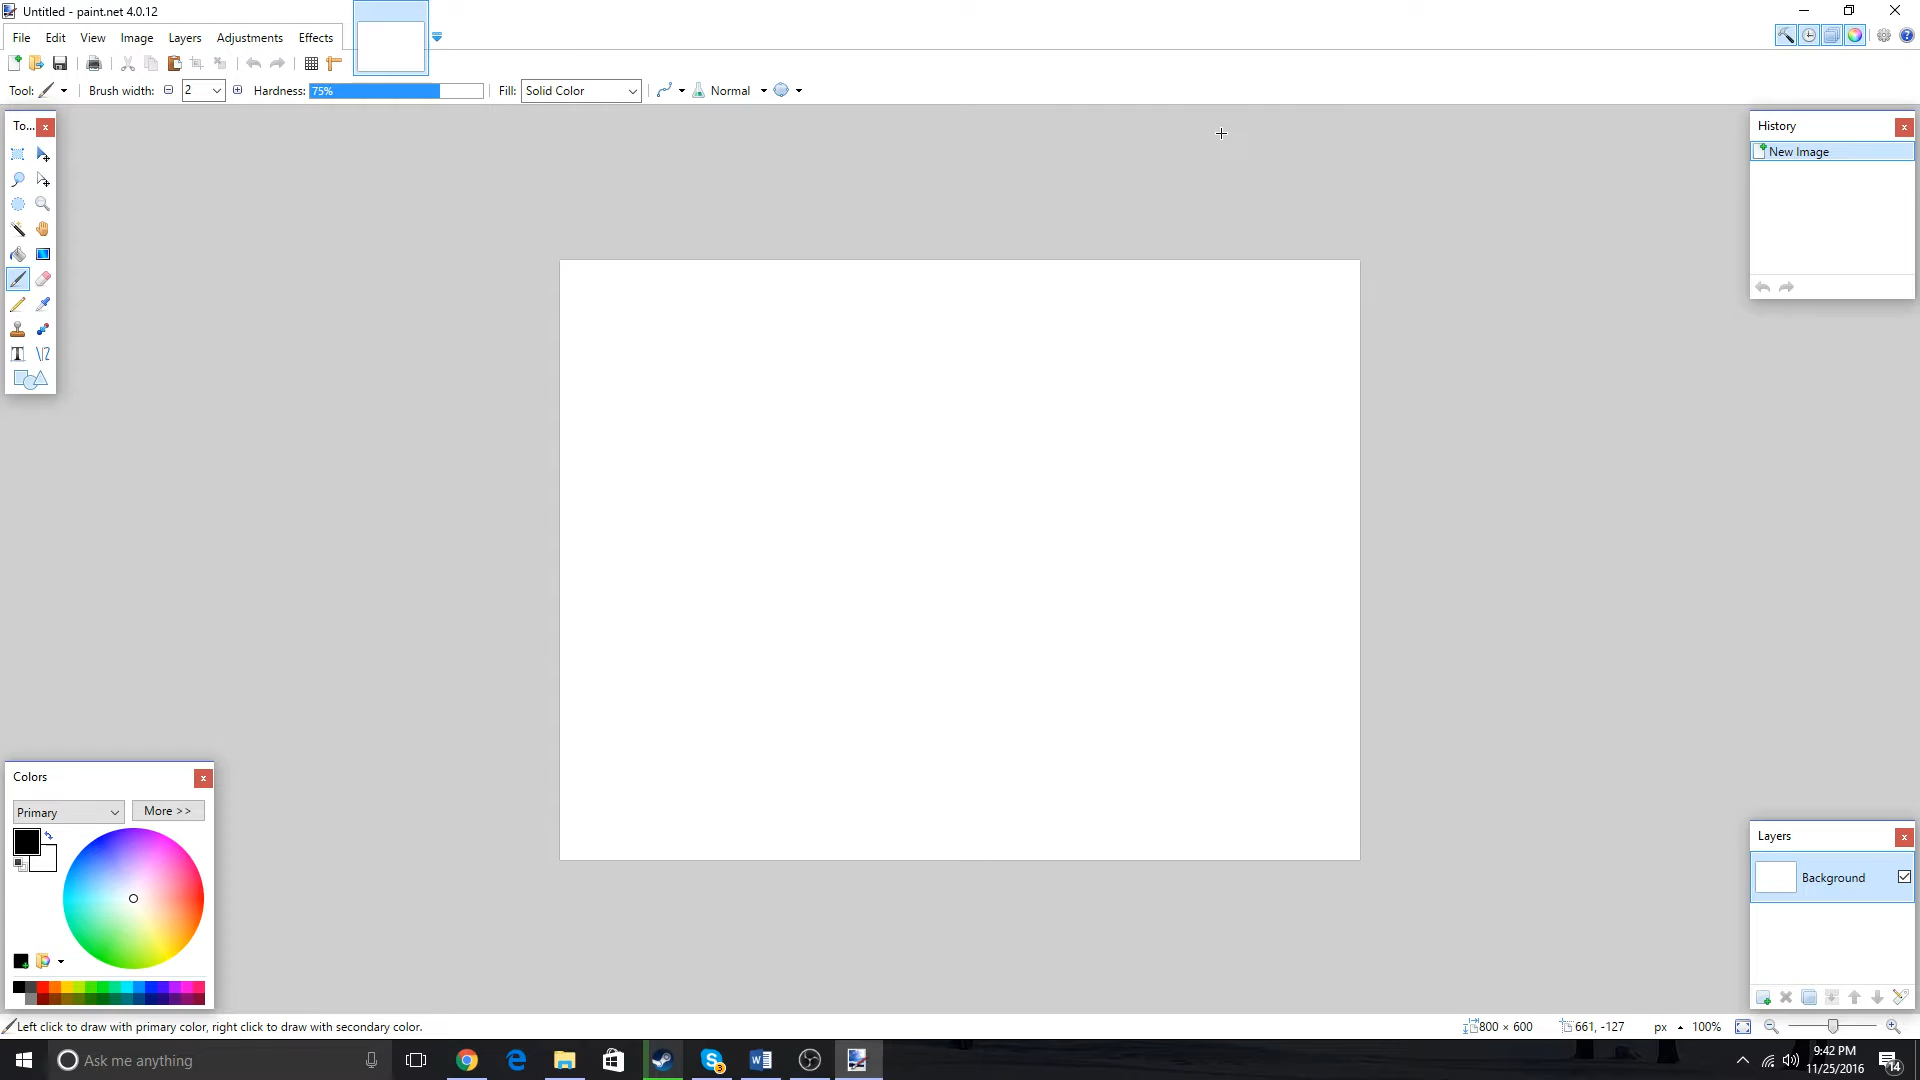 Untitled - paint.net 4.0.12
File Edit View Image Layers Adjustments Effects
Tool: Brush width: 2 Hardness: 75% Fill: Solid Color Normal
To...
History
New Image
Colors
Primary More >>
Layers
Background
Left click to draw with primary color, right click to draw with secondary color.
800 × 600 661, -127 px 100%
Ask me anything
3
9:42 PM
11/25/2016
14